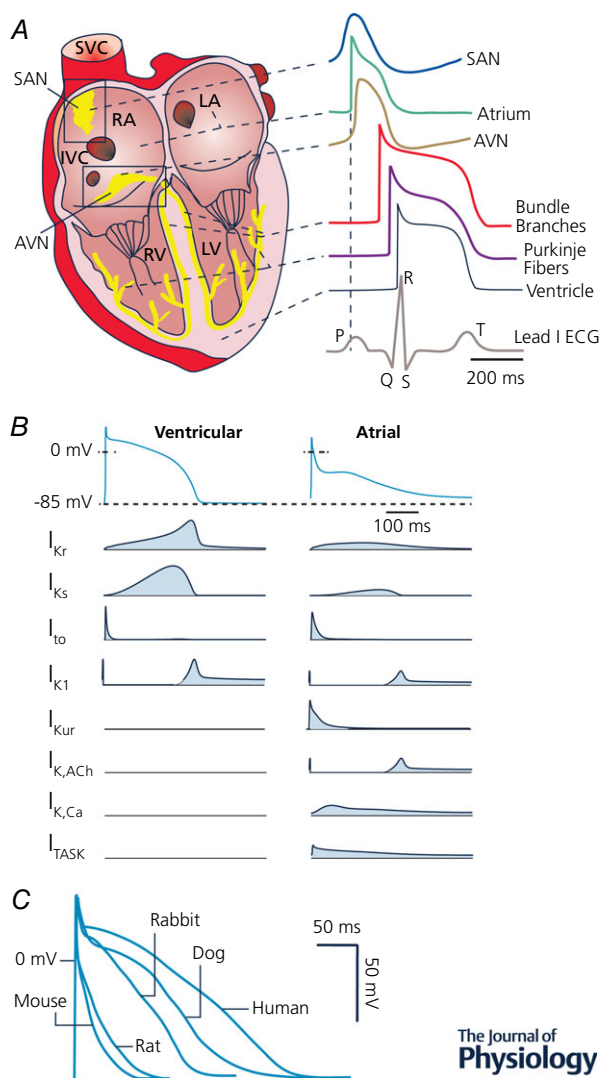 A
SVC
SAN
LA
RA
IVC
AVN
RV
LV
SAN
Atrium
AVN
Bundle
Branches
Purkinje
Fibers
Ventricle
R
P
T
Lead I ECG
Q
S
200 ms
B
Ventricular
Atrial
0 mV
-85 mV
100 ms
IKr
IKs
Ito
IK1
IKur
IK,ACh
IK,Ca
ITASK
C
Rabbit
50 ms
Dog
0 mV
50 mV
Mouse
Human
Rat
The Journal of
Physiology